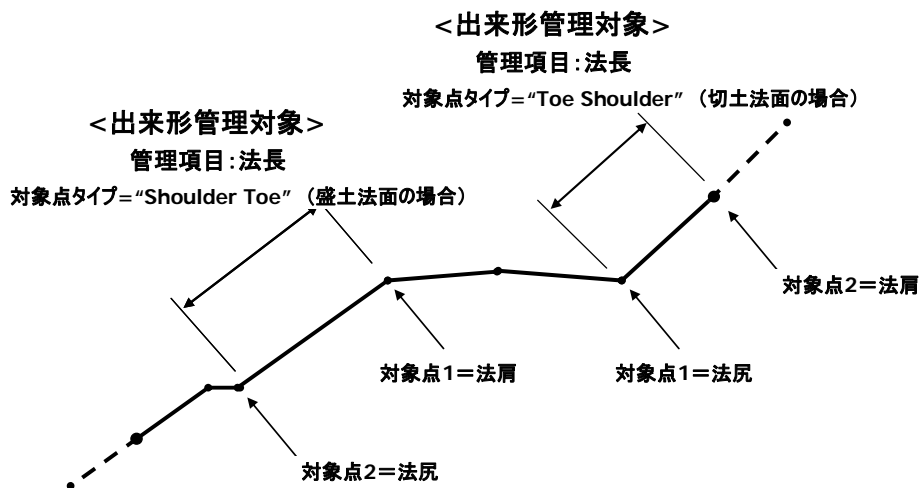 <出来形管理対象>
管理項目：法長
対象点タイプ=“Toe Shoulder” （切土法面の場合）
<出来形管理対象>
管理項目：法長
対象点タイプ=“Shoulder Toe” （盛土法面の場合）
対象点2＝法肩
対象点1＝法肩
対象点1＝法尻
対象点2＝法尻